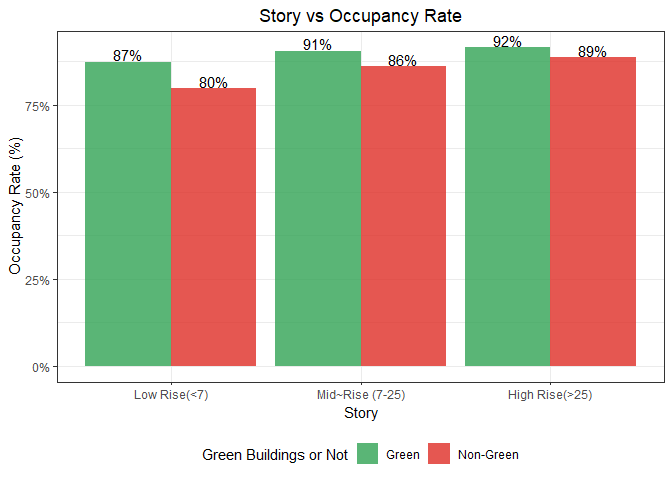 Story vs Occupancy Rate
87%
80%
91%
86%
92%
89%
75%
50%
25%
0%
Occupancy Rate (%)
Low Rise(<7)
Mid~Rise (7-25)
High Rise(>25)
Story
Green Buildings or Not
Green
Non-Green